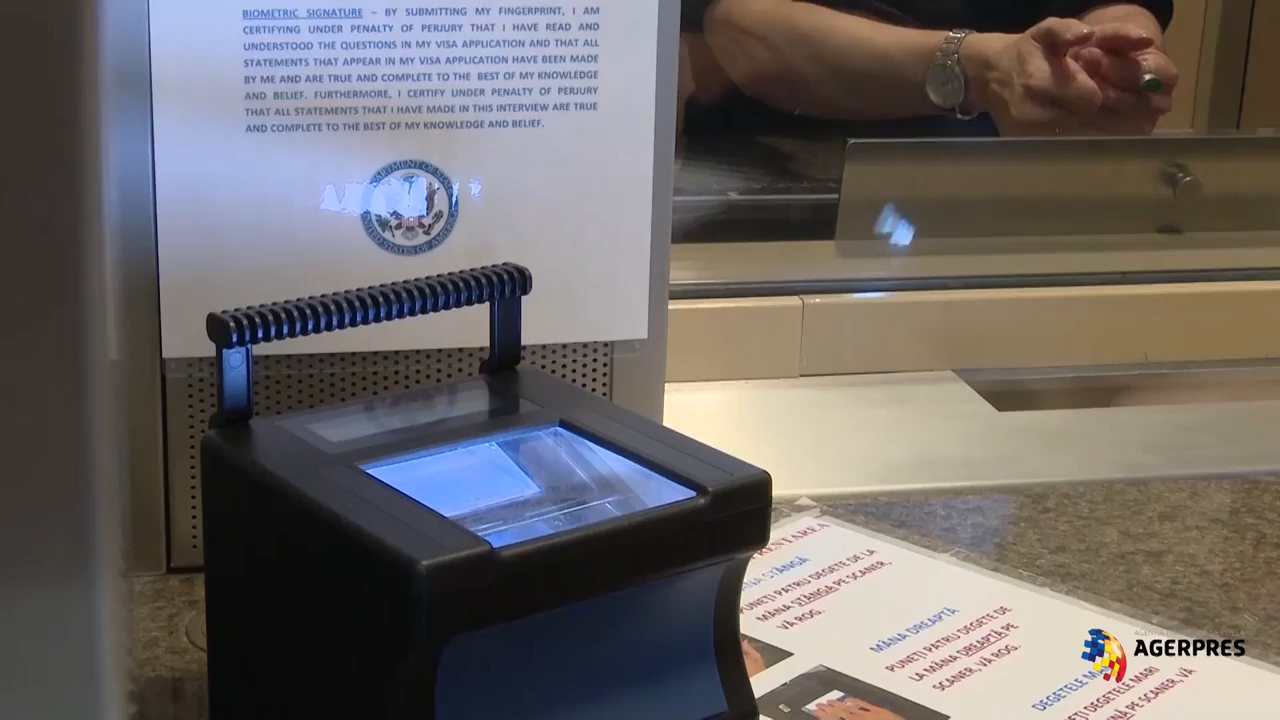 BIOMETRIC SIGNATURE – BY SUBMITTING MY FINGERPRINT, I AM
CERTIFYING UNDER PENALTY OF PERJURY THAT I HAVE READ AND
UNDERSTOOD THE QUESTIONS IN MY VISA APPLICATION AND THAT ALL
STATEMENTS THAT APPEAR IN MY VISA APPLICATION HAVE BEEN MADE
BY ME AND ARE TRUE AND COMPLETE TO THE BEST OF MY KNOWLEDGE
AND BELIEF. FURTHERMORE, I CERTIFY UNDER PENALTY OF PERJURY
THAT ALL STATEMENTS THAT I HAVE MADE IN THIS INTERVIEW ARE TRUE
AND COMPLETE TO THE BEST OF MY KNOWLEDGE AND BELIEF.
DEPARTMENT OF STATE
UNITED STATES OF AMERICA
STÂNGĂ
PUNEȚI PATRU DEGETE DE LA
MÂNA STÂNGA PE SCANER,
VĂ ROG.
MÂNA DREAPTĂ
PUNEȚI PATRU DEGETE DE
LA MÂNA DREAPTĂ PE
SCANER, VĂ ROG.
DEGETELE
DEGETELE MARI
PE SCANER, VĂ
AGERPRES